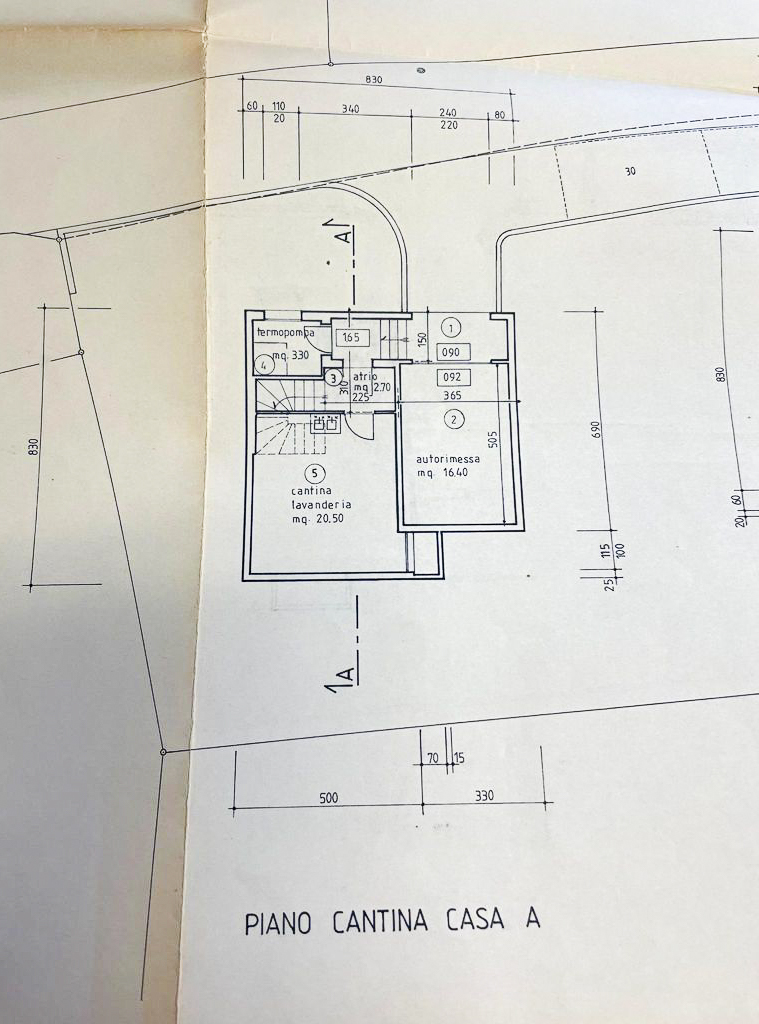 830
60 110 340 240 80
20 220
30
A
termopompa
1.65
1
150
090
mq. 3.30
4
3
atrio
mq. 2.70
310
225
092
365
2
505
830
690
830
autorimessa
mq. 16.40
5
cantina
lavanderia
mq. 20.50
60
20
115
100
25
A
70 15
500 330
PIANO CANTINA CASA A